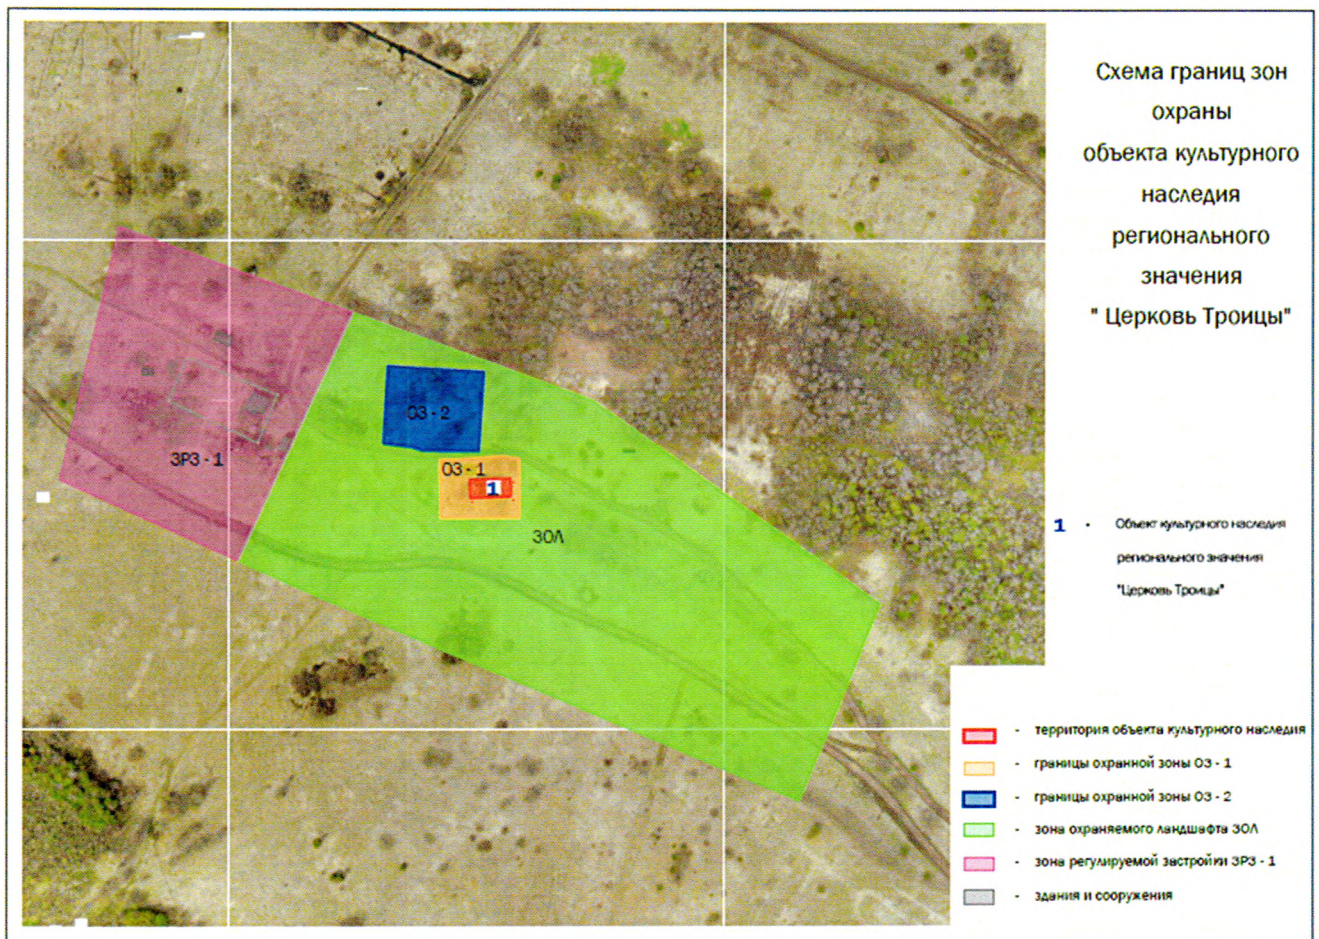 Схема границ зон
охраны
объекта культурного
наследия
регионального
значения
" Церковь Троицы"
ОЗ - 2
ЗРЗ - 1
ОЗ - 1
1
ЗОЛ
1 - Объект культурного наследия
регионального значения
"Церковь Троицы"
- территория объекта культурного наследия
- границы охранной зоны ОЗ - 1
- границы охранной зоны ОЗ - 2
- зона охраняемого ландшафта ЗОЛ
- зона регулируемой застройки ЗРЗ - 1
- здания и сооружения